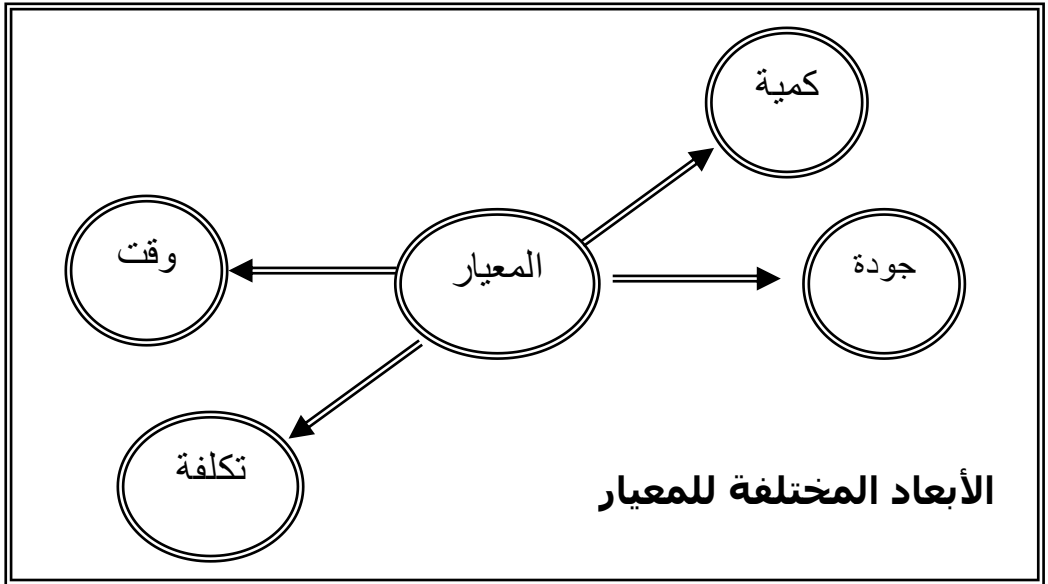 كمية
جودة
المعيار
وقت
تكلفة
الأبعاد المختلفة للمعيار